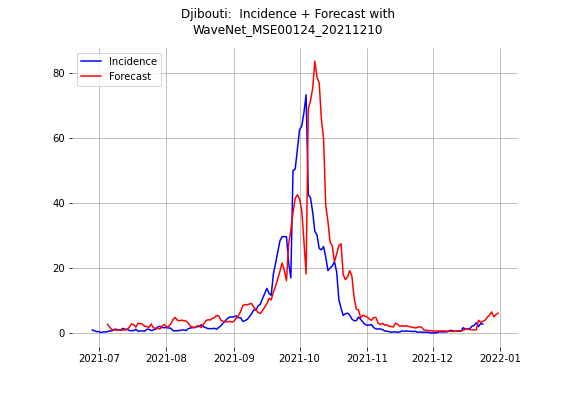 Djibouti:  Incidence + Forecast with
WaveNet_MSE00124_20211210
Incidence
Forecast
80
60
40
20
0
2021-07 2021-08 2021-09 2021-10 2021-11 2021-12 2022-01